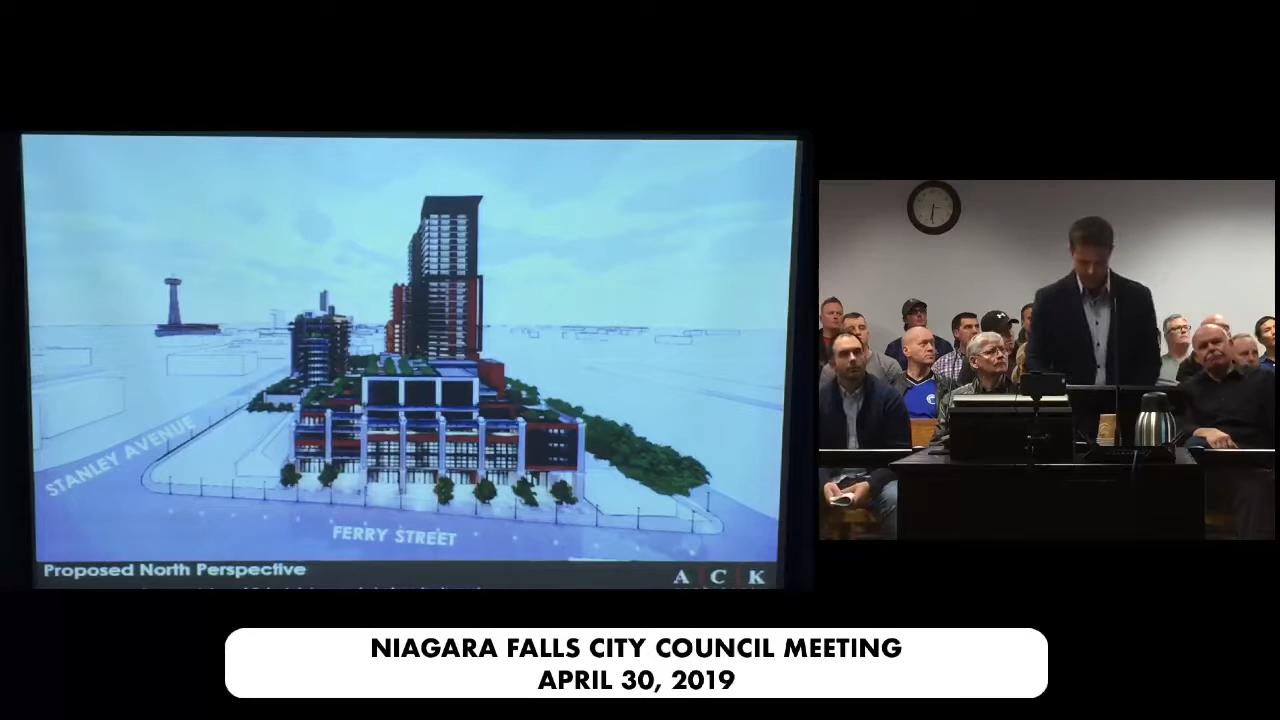 STANLEY AVENUE
FERRY STREET
Proposed North Perspective
A C K
NIAGARA FALLS CITY COUNCIL MEETING
APRIL 30, 2019